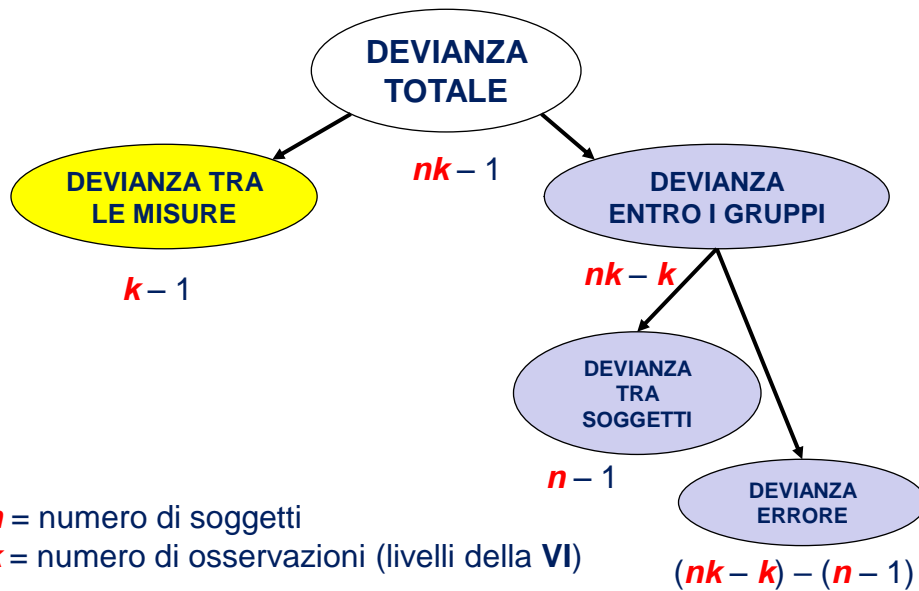 DEVIANZA
TOTALE
nk – 1
DEVIANZA TRA
LE MISURE
k – 1
DEVIANZA
ENTRO I GRUPPI
nk – k
DEVIANZA
TRA
SOGGETTI
n – 1
DEVIANZA
ERRORE
(nk – k) – (n – 1)
n = numero di soggetti
k = numero di osservazioni (livelli della VI)